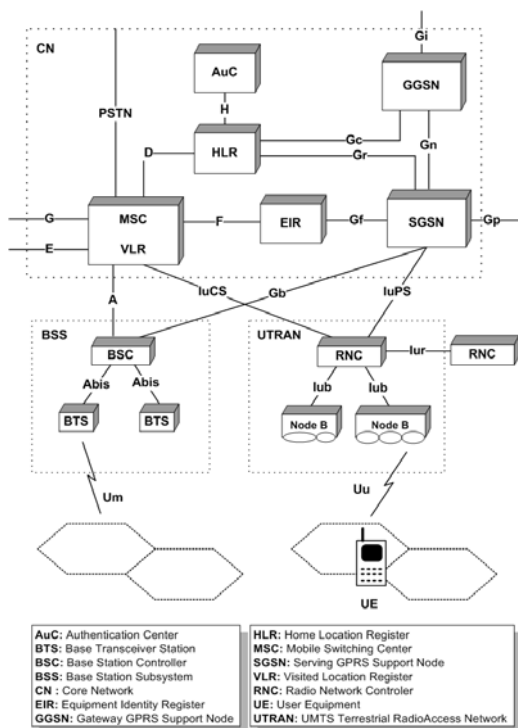 Gi
CN
AuC
GGSN
H
PSTN
Gc
Gn
D
HLR
Gr
G
MSC
F
EIR
Gf
SGSN
Gp
E
VLR
A
IuCS
Gb
IuPS
BSS
UTRAN
BSC
RNC
Iur
RNC
Abis
Abis
Iub
Iub
BTS
BTS
Node B
Node B
Um
Uu
UE
AuC: Authentication Center
BTS: Base Transceiver Station
BSC: Base Station Controller
BSS: Base Station Subsystem
CN : Core Network
EIR: Equipment Identity Register
GGSN: Gateway GPRS Support Node
HLR: Home Location Register
MSC: Mobile Switching Center
SGSN: Serving GPRS Support Node
VLR: Visited Location Register
RNC: Radio Network Controler
UE: User Equipment
UTRAN: UMTS Terrestrial RadioAccess Network